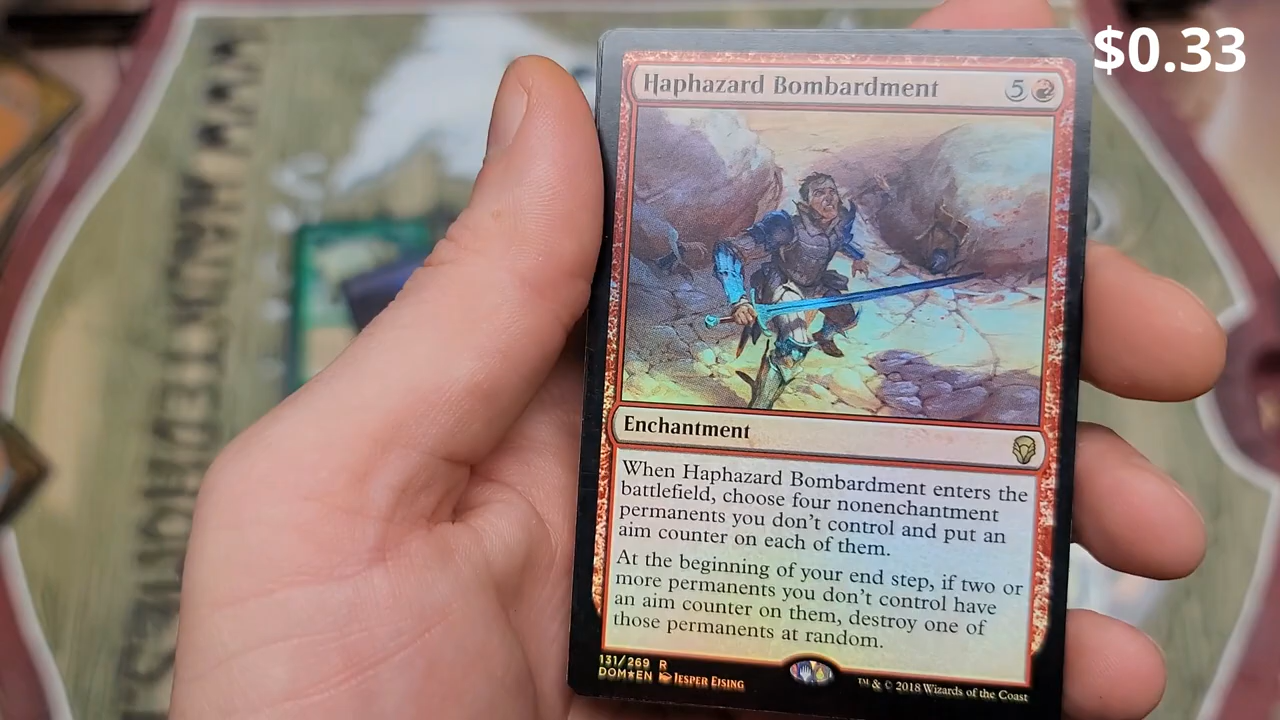 $0.33
Haphazard Bombardment 5
Enchantment
When Haphazard Bombardment enters the
battlefield, choose four nonenchantment
permanents you don't control and put an
aim counter on each of them.
At the beginning of your end step, if two or
more permanents you don't control have
an aim counter on them, destroy one of
those permanents at random.
131/269 R
DOM★EN Jesper Eising
™ & © 2018 Wizards of the Coast